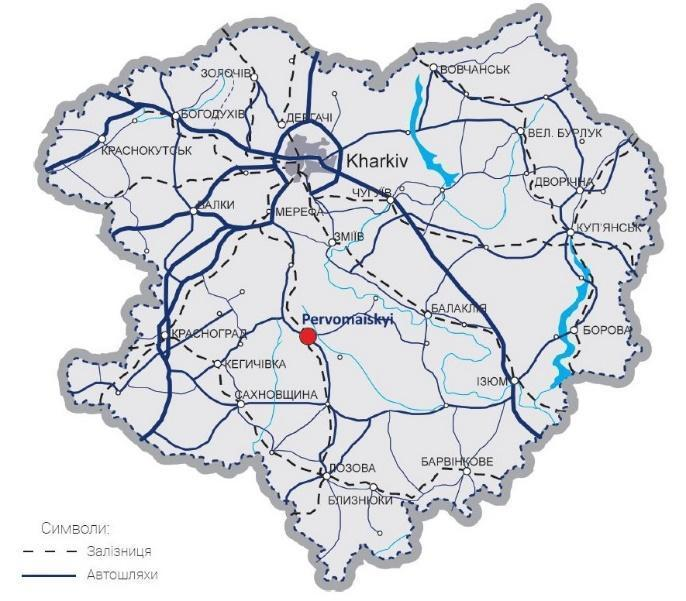 ЗОЛОЧІВ
ВОВЧАНСЬК
БОГОДУХІВ
ДЕРГАЧІ
ВЕЛ. БУРЛУК
КРАСНОКУТСЬК
Kharkiv
ДВОРІЧНА
ЧУГУЇВ
ВАЛКИ
МЕРЕФА
КУП'ЯНСЬК
ЗМІЇВ
БАЛАКЛІЯ
Pervomaiskyi
КРАСНОГРАД
БОРОВА
КЕГИЧІВКА
ІЗЮМ
САХНОВЩИНА
БАРВІНКОВЕ
ЛОЗОВА
БЛИЗНЮКИ
Символи:
Залізниця
Автошляхи